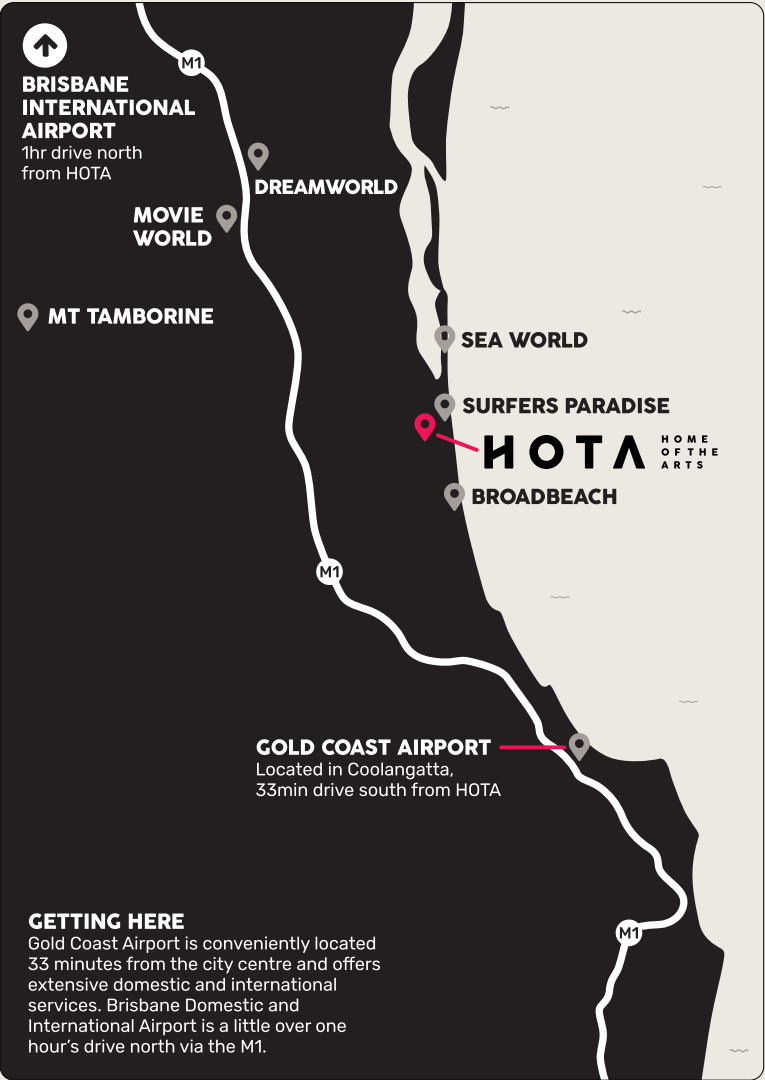 M1
BRISBANE
INTERNATIONAL
AIRPORT
1hr drive north
from HOTA
DREAMWORLD
MOVIE
WORLD
MT TAMBORINE
SEA WORLD
SURFERS PARADISE
HOTA
HOME
OF THE
ARTS
BROADBEACH
M1
GOLD COAST AIRPORT
Located in Coolangatta,
33min drive south from HOTA
M1
GETTING HERE
Gold Coast Airport is conveniently located
33 minutes from the city centre and offers
extensive domestic and international
services. Brisbane Domestic and
International Airport is a little over one
hour’s drive north via the M1.